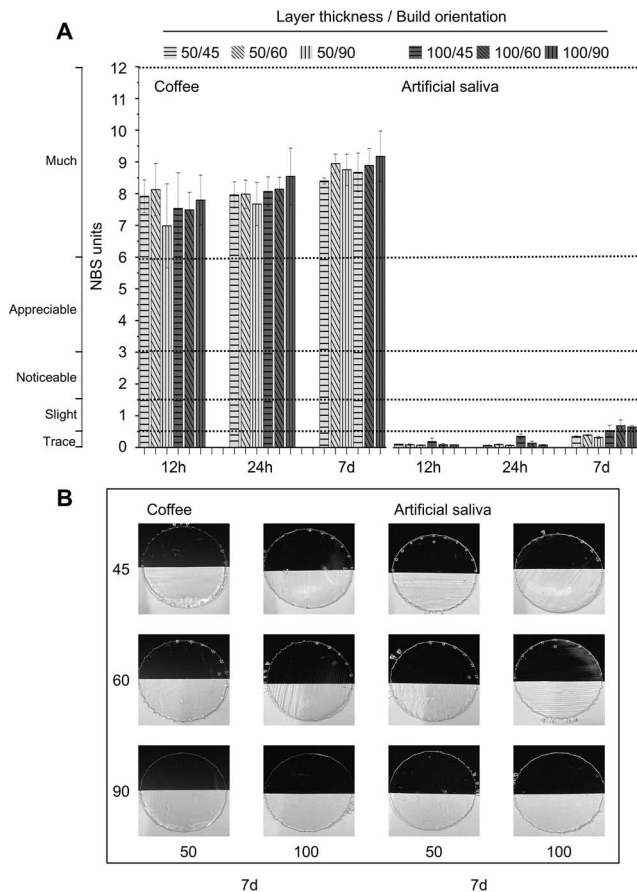 Layer thickness / Build orientation
A
50/45 50/60 50/90 100/45 100/60 100/90
12
Coffee Artificial saliva
11
10
Much
9
8
7
NBS units
6
5
Appreciable
4
3
Noticeable
2
Slight
1
Trace
0
12h 24h 7d 12h 24h 7d
B
Coffee Artificial saliva
45
60
90
50 100 50 100
7d 7d